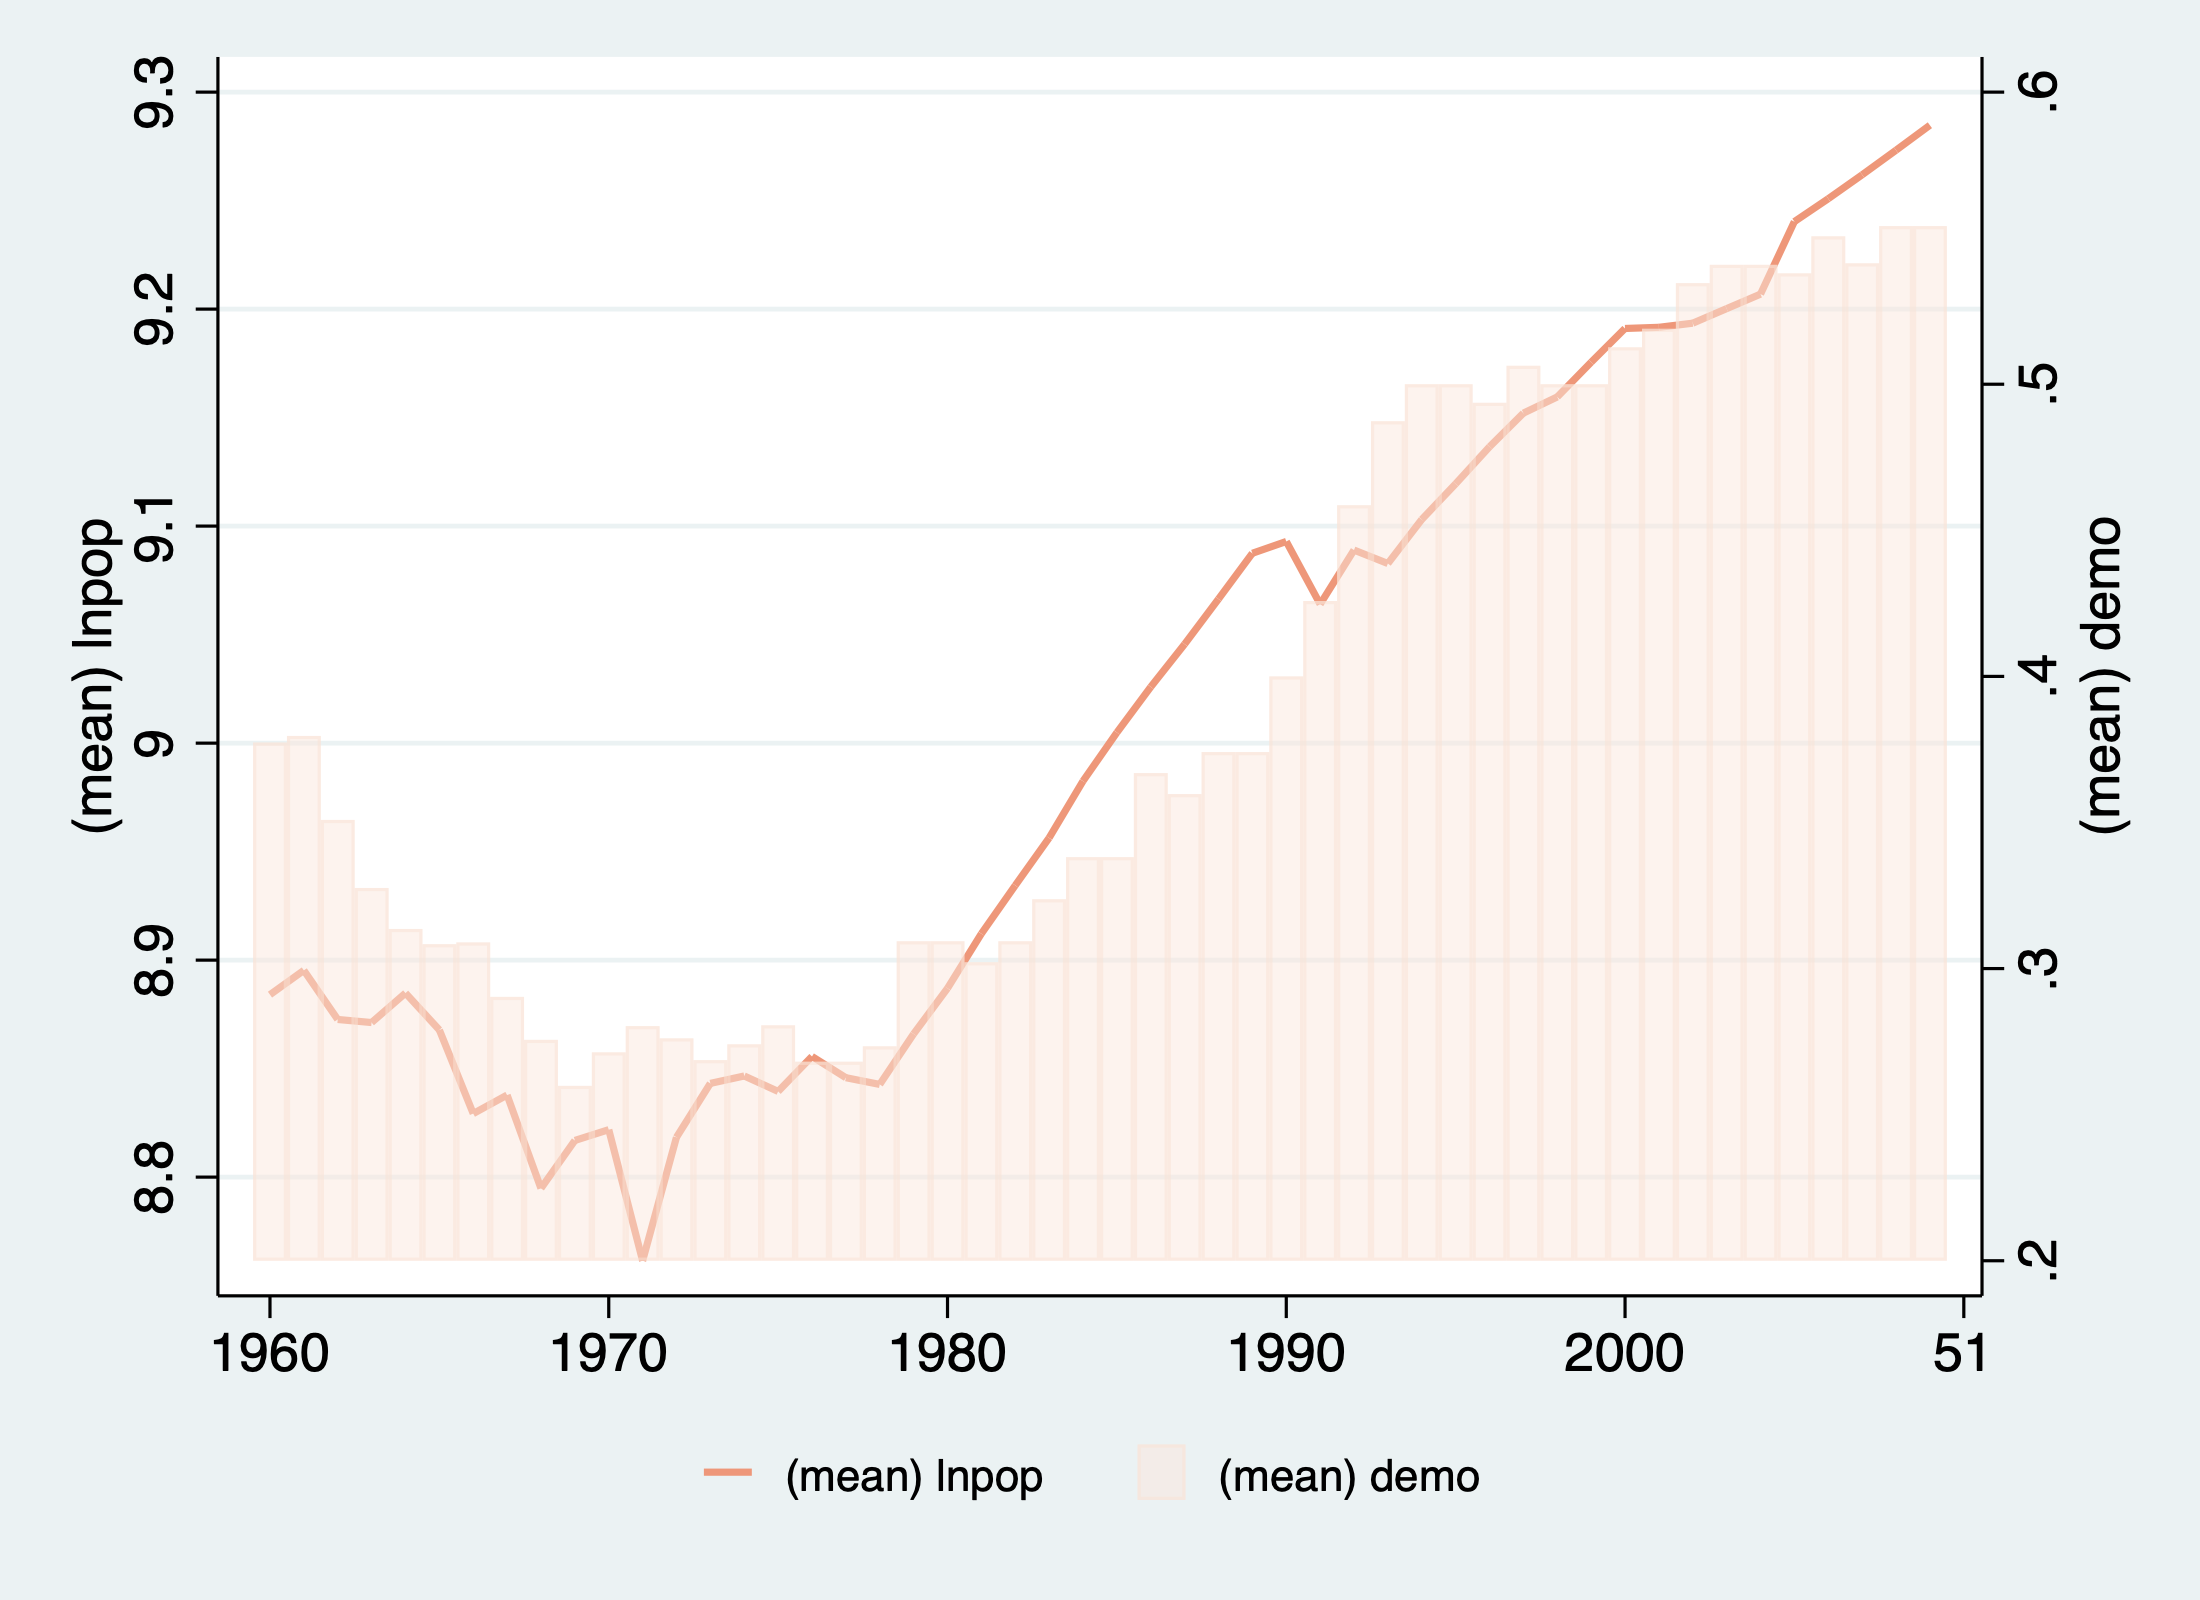 (mean) lnpop
9.3
9.2
9.1
9
8.9
8.8
(mean) demo
.6
.5
.4
.3
.2
1960 1970 1980 1990 2000 51
(mean) lnpop (mean) demo